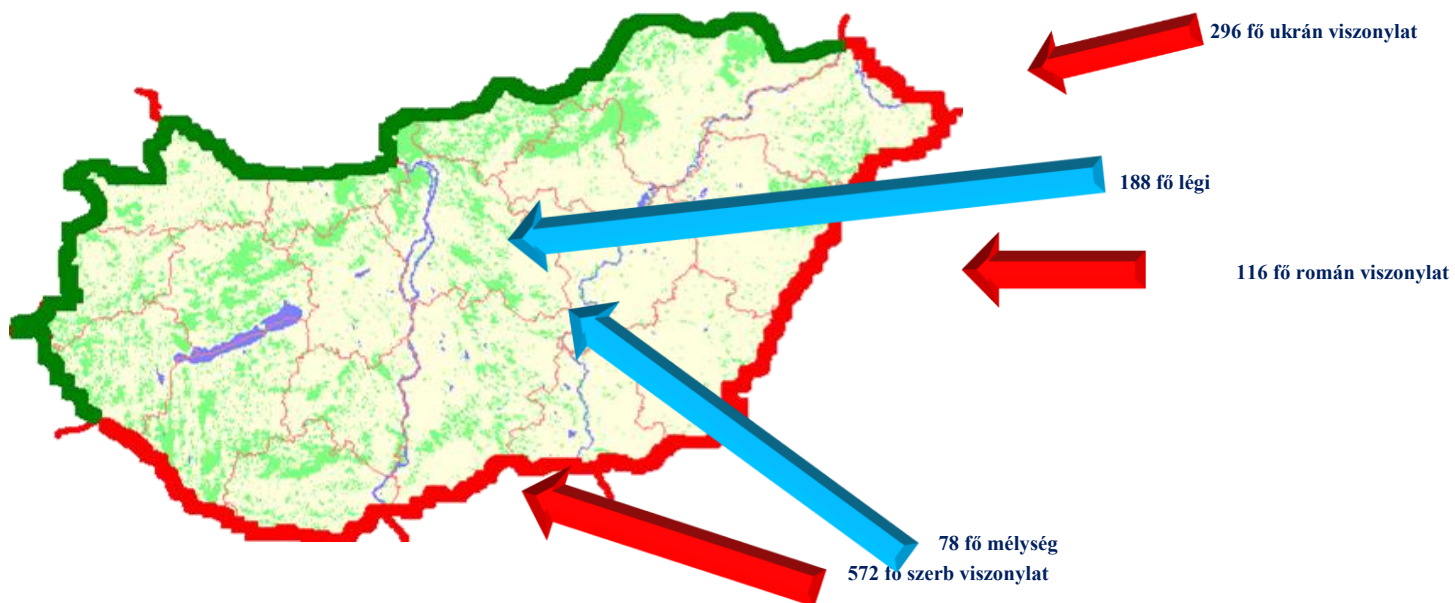 296 fő ukrán viszonylat
188 fő légi
116 fő román viszonylat
78 fő mélység
572 fő szerb viszonylat